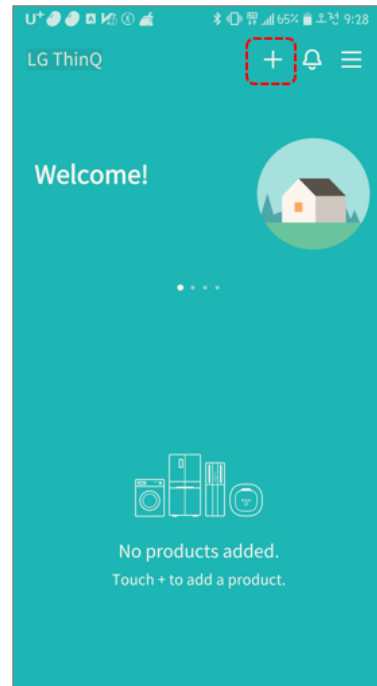 U+ 65% 오전 9:28
LG ThinQ
Welcome!
No products added.
Touch + to add a product.